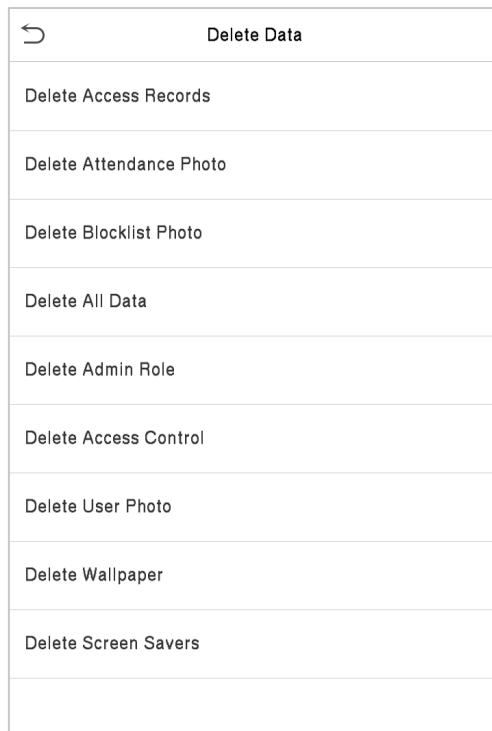 Delete Data
Delete Access Records
Delete Attendance Photo
Delete Blocklist Photo
Delete All Data
Delete Admin Role
Delete Access Control
Delete User Photo
Delete Wallpaper
Delete Screen Savers